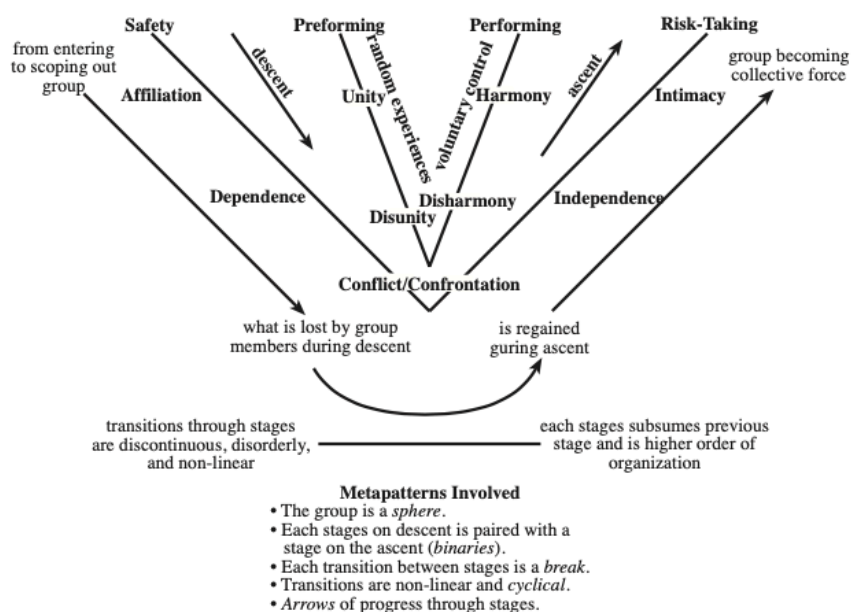 Safety
Preforming
Performing
Risk-Taking
from entering
to scoping out
group
descent
random experiences
voluntary control
ascent
group becoming
collective force
Affiliation
Unity
Harmony
Intimacy
Dependence
Disunity
Disharmony
Independence
Conflict/Confrontation
what is lost by group
members during descent
is regained
guring ascent
transitions through stages
are discontinuous, disorderly,
and non-linear
each stages subsumes previous
stage and is higher order of
organization
Metapatterns Involved
• The group is a sphere.
• Each stages on descent is paired with a
stage on the ascent (binaries).
• Each transition between stages is a break.
• Transitions are non-linear and cyclical.
• Arrows of progress through stages.